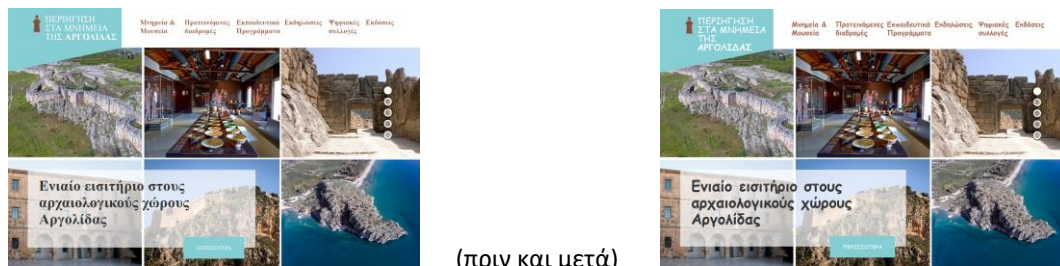 ΠΕΡΙΗΓΗΣΗ
ΣΤΑ ΜΝΗΜΕΙΑ
ΤΗΣ ΑΡΓΟΛΙΔΑΣ
Μνημεία & Προτεινόμενες Εκπαιδευτικά Εκδηλώσεις Ψηφιακές Εκδόσεις
Μουσεία διαδρομές Προγράμματα συλλογές
Ενιαίο εισιτήριο στους
αρχαιολογικούς χώρους
Αργολίδας
ΠΕΡΙΣΣΟΤΕΡΑ
(πριν και μετά)
ΠΕΡΙΗΓΗΣΗ
ΣΤΑ ΜΝΗΜΕΙΑ
ΤΗΣ
ΑΡΓΟΛΙΔΑΣ
Μνημεία & Προτεινόμενες Εκπαιδευτικά Εκδηλώσεις Ψηφιακές Εκδόσεις
Μουσεία διαδρομές Προγράμματα συλλογές
Ενιαίο εισιτήριο στους
αρχαιολογικούς χώρους
Αργολίδας
ΠΕΡΙΣΣΟΤΕΡΑ